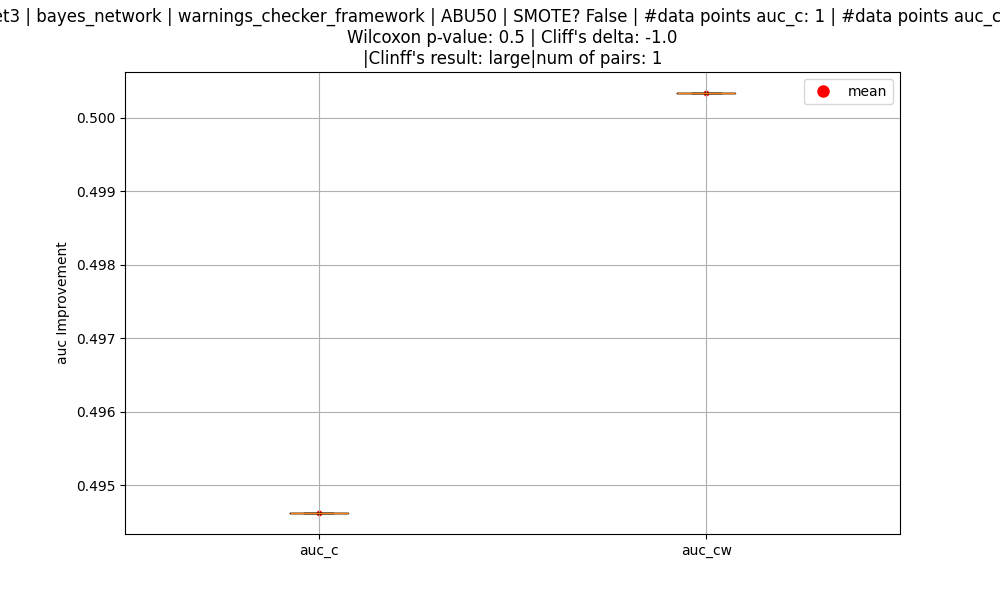 et3 | bayes_network | warnings_checker_framework | ABU50 | SMOTE? False | #data points auc_c: 1 | #data points auc_c
Wilcoxon p-value: 0.5 | Cliff's delta: -1.0
|Clinff's result: large|num of pairs: 1
mean
0.500
0.499
0.498
0.497
0.496
0.495
auc Improvement
auc_c
auc_cw